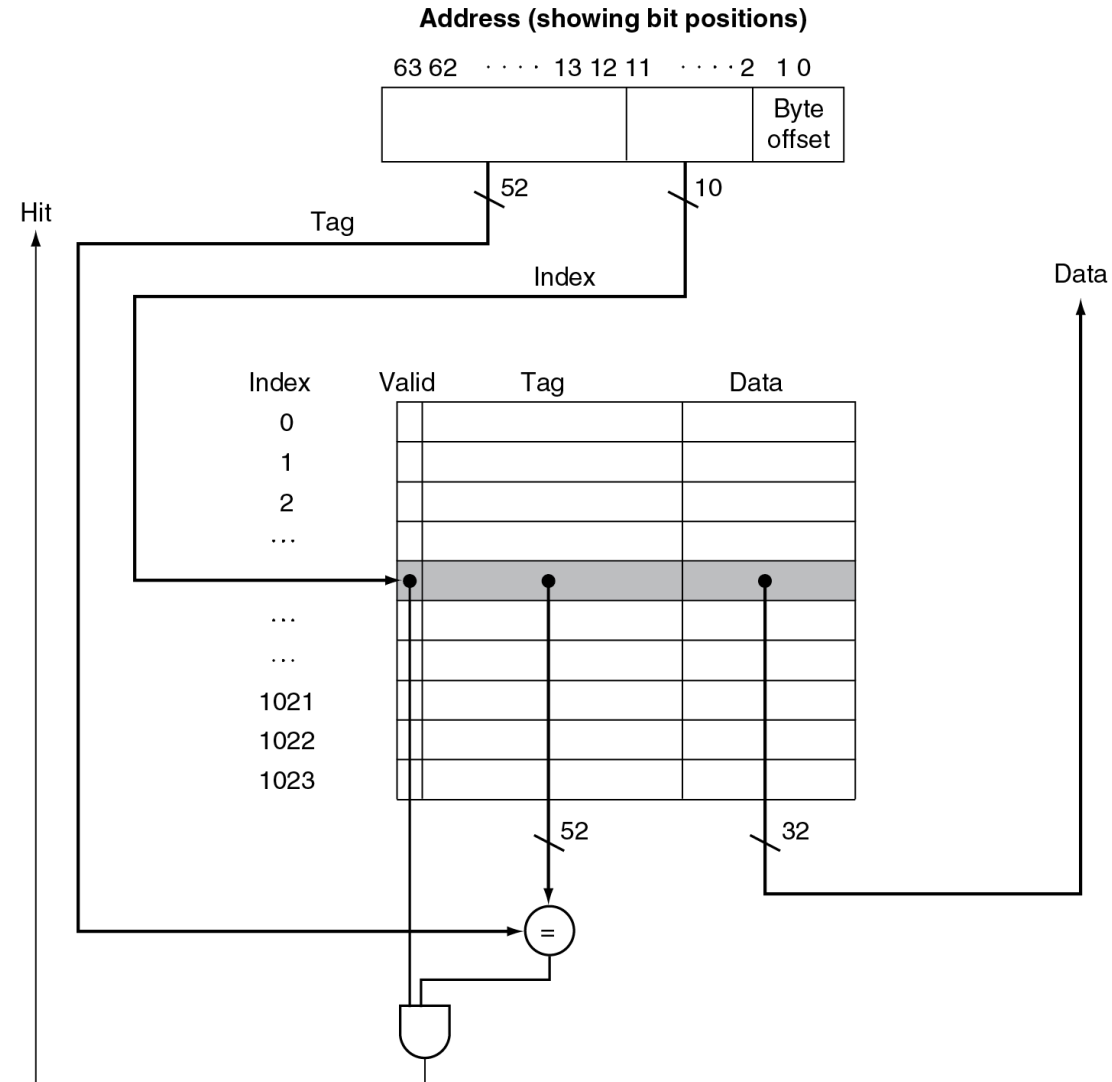 Address (showing bit positions)
63 62 · · · · 13 12 11 · · · · 2 1 0
Byte
offset
52 10
Hit
Tag
Index
Data
Index Valid Tag Data
0
1
2
...
...
...
1021
1022
1023
52 32
=